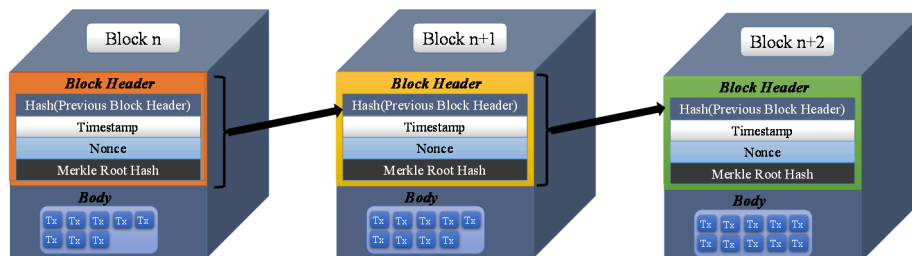 Block n
Block Header
Hash(Previous Block Header)
Timestamp
Nonce
Merkle Root Hash
Body
Tx Tx Tx Tx Tx
Tx Tx Tx
Block n+1
Block Header
Hash(Previous Block Header)
Timestamp
Nonce
Merkle Root Hash
Body
Tx Tx Tx Tx Tx
Tx Tx Tx Tx
Block n+2
Block Header
Hash(Previous Block Header)
Timestamp
Nonce
Merkle Root Hash
Body
Tx Tx Tx Tx Tx
Tx Tx Tx Tx Tx